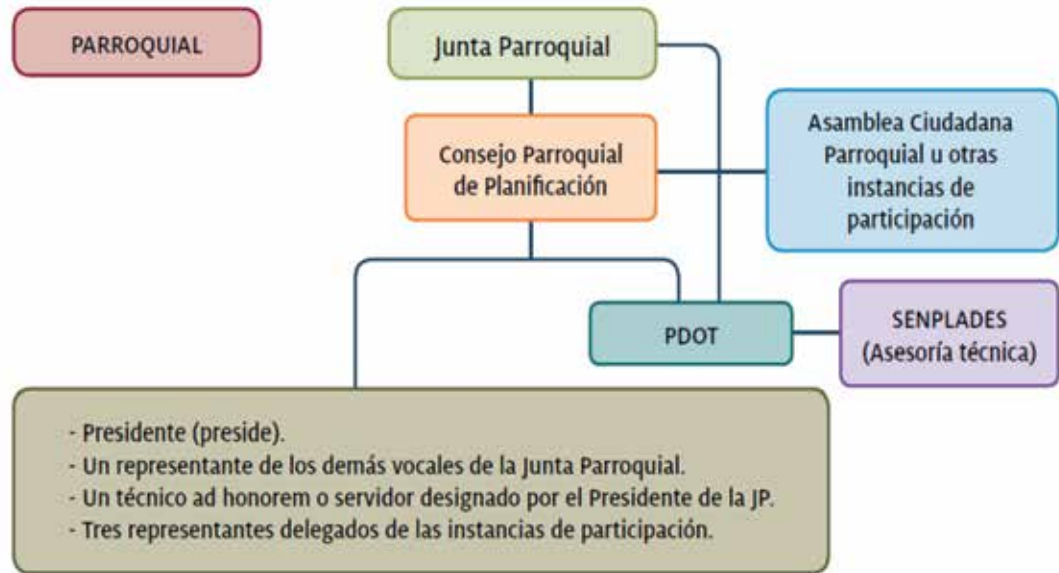 PARROQUIAL
Junta Parroquial
Consejo Parroquial
de Planificación
Asamblea Ciudadana
Parroquial u otras
instancias de
participación
PDOT
SENPLADES
(Asesoría técnica)
- Presidente (preside).
- Un representante de los demás vocales de la Junta Parroquial.
- Un técnico ad honorem o servidor designado por el Presidente de la JP.
- Tres representantes delegados de las instancias de participación.